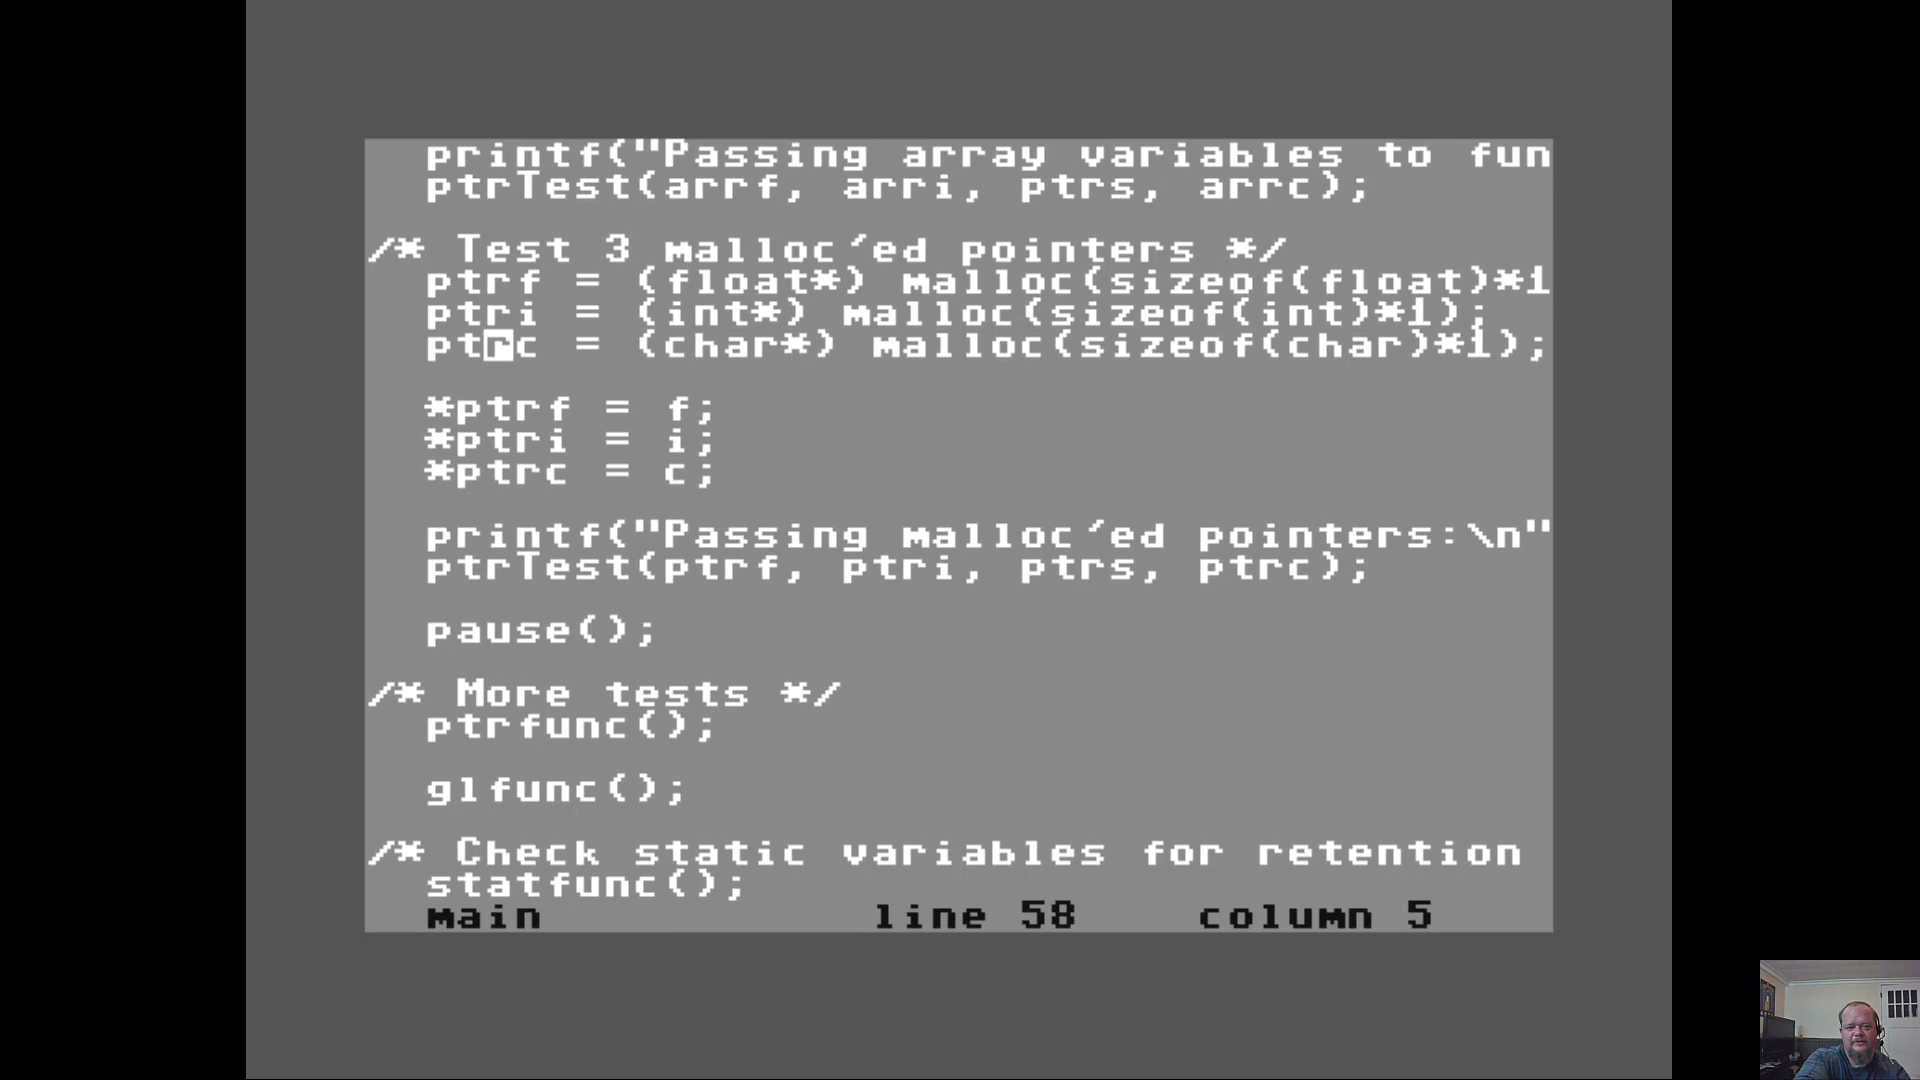 printf("Passing array variables to fun
ptrTest(arrf, arri, ptrs, arrc);
/* Test 3 malloc'ed pointers */
ptrf = (float*) malloc(sizeof(float)*1
ptri = (int*) malloc(sizeof(int)*1);
ptrc = (char*) malloc(sizeof(char)*1);
*ptrf = f;
*ptri = i;
*ptrc = c;
printf("Passing malloc'ed pointers:\n"
ptrTest(ptrf, ptri, ptrs, ptrc);
pause();
/* More tests */
ptrfunc();
glfunc();
/* Check static variables for retention
statfunc();
main line 58 column 5